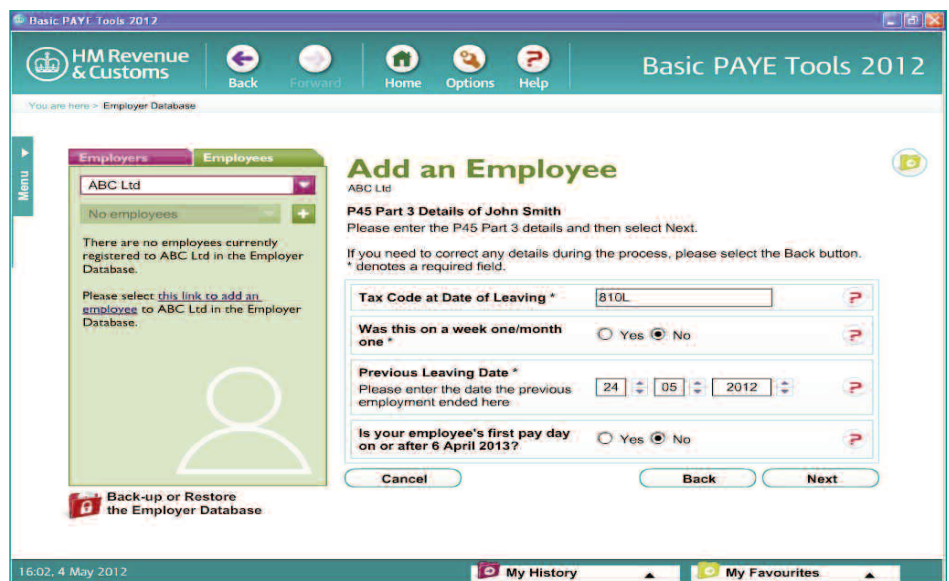 Basic PAYE Tools 2012
HM Revenue
& Customs
Back
Forward
Home
Options
Help
Basic PAYE Tools 2012
You are here > Employer Database
Menu
Employers
Employees
ABC Ltd
No employees
There are no employees currently
registered to ABC Ltd in the Employer
Database.
Please select this link to add an
employee to ABC Ltd in the Employer
Database.
Back-up or Restore
the Employer Database
Add an Employee
ABC Ltd
P45 Part 3 Details of John Smith
Please enter the P45 Part 3 details and then select Next.
If you need to correct any details during the process, please select the Back button.
* denotes a required field.
Tax Code at Date of Leaving *
810L
?
Was this on a week one/month
one *
Yes No
?
Previous Leaving Date *
Please enter the date the previous
employment ended here
24 05 2012
?
Is your employee's first pay day
on or after 6 April 2013?
Yes No
?
Cancel
Back
Next
16:02, 4 May 2012
My History
My Favourites